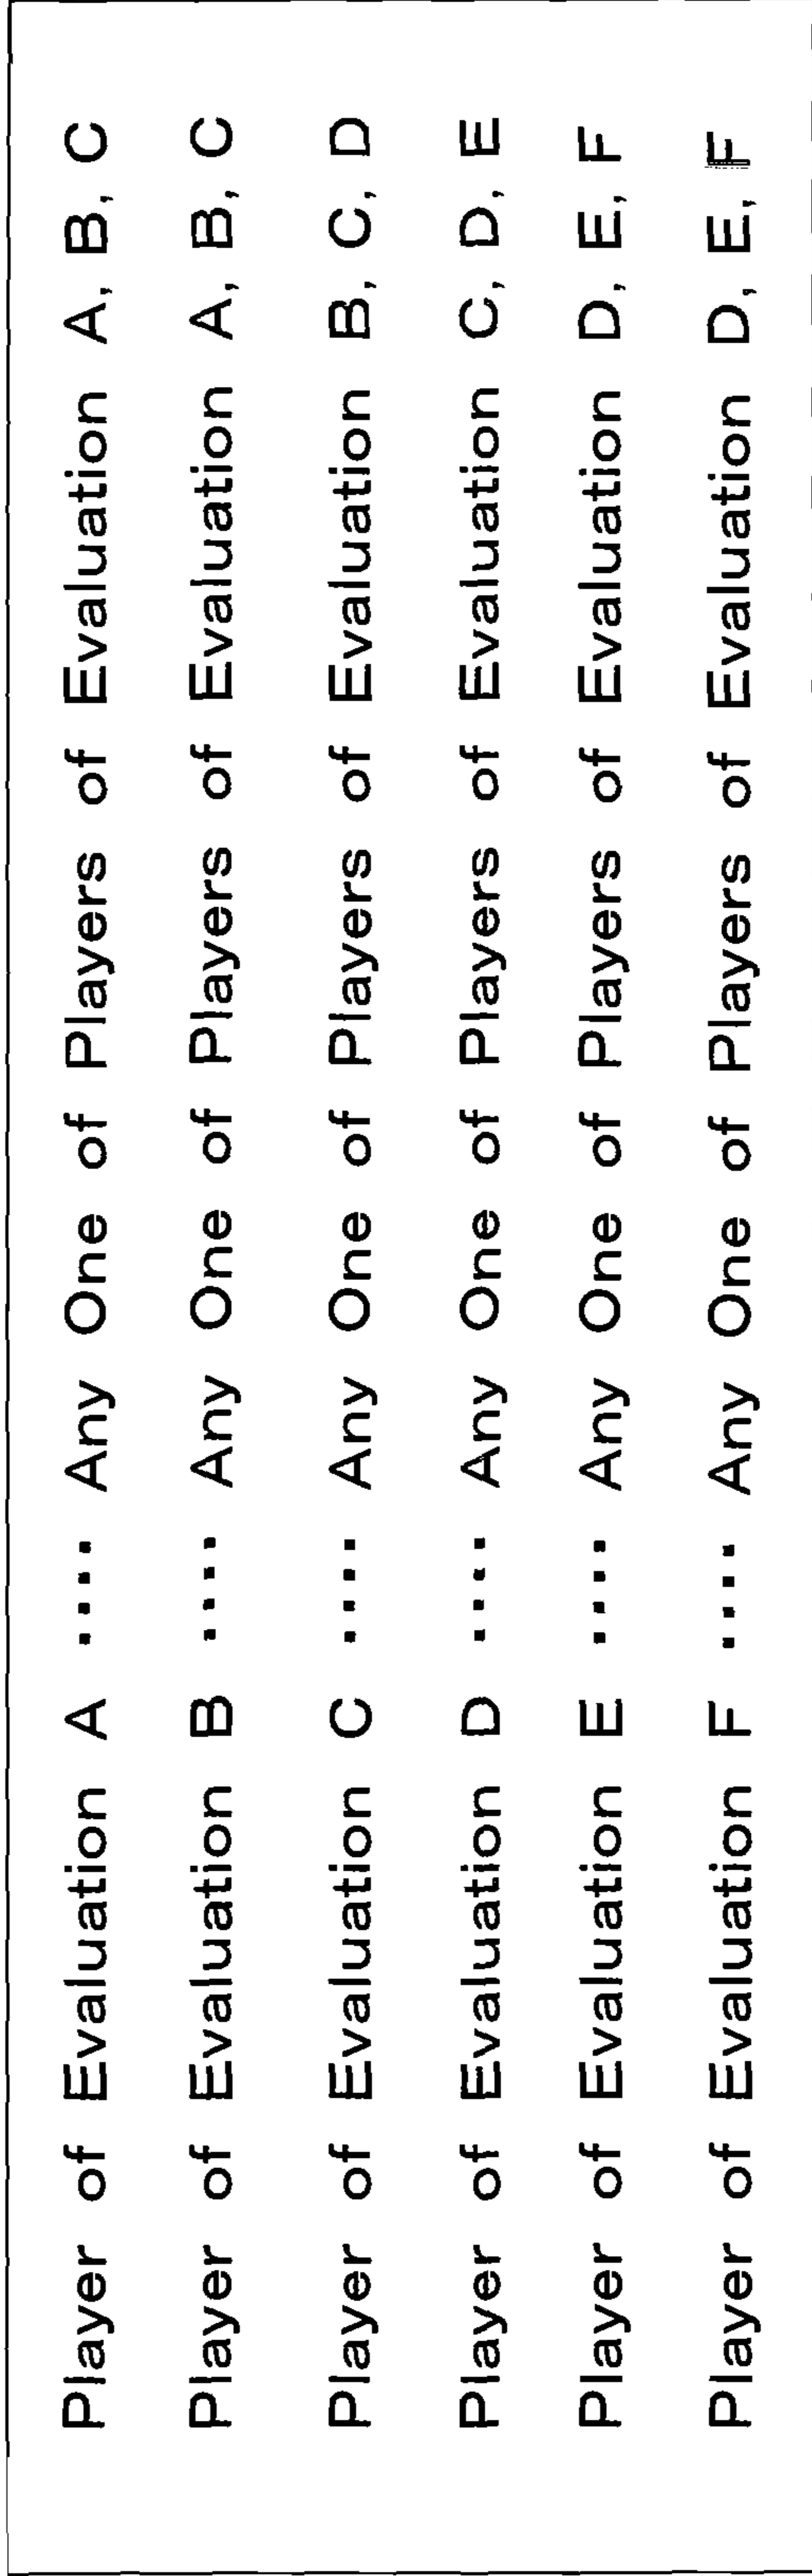 Player of Evaluation A .... Any One of Players of Evaluation A, B, C
Player of Evaluation B .... Any One of Players of Evaluation A, B, C
Player of Evaluation C .... Any One of Players of Evaluation B, C, D
Player of Evaluation D .... Any One of Players of Evaluation C, D, E
Player of Evaluation E .... Any One of Players of Evaluation D, E, F
Player of Evaluation F .... Any One of Players of Evaluation D, E, F